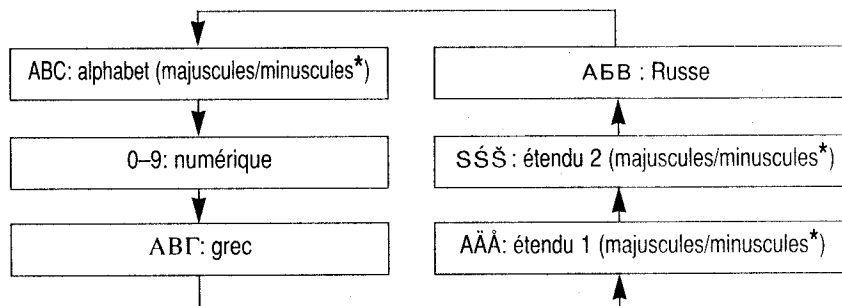 ABC: alphabet (majuscules/minuscules*)
0–9: numérique
ΑΒΓ: grec
AÄÅ: étendu 1 (majuscules/minuscules*)
SŚŠ: étendu 2 (majuscules/minuscules*)
АБВ : Russe